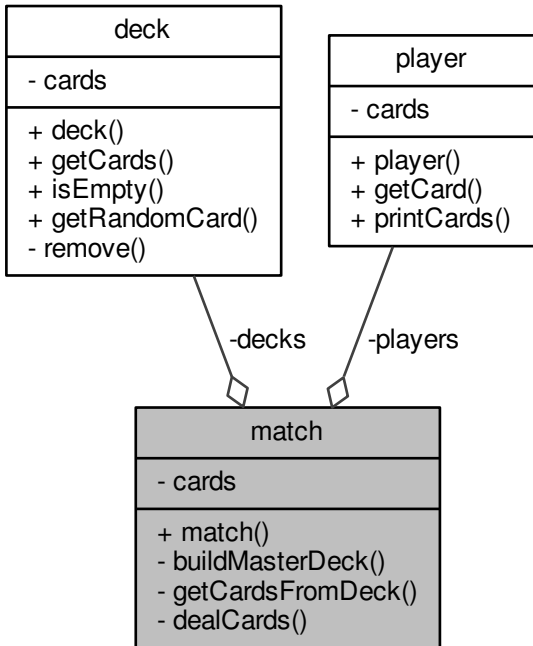 deck
- cards
+ deck()
+ getCards()
+ isEmpty()
+ getRandomCard()
- remove()
player
- cards
+ player()
+ getCard()
+ printCards()
-decks
-players
match
- cards
+ match()
- buildMasterDeck()
- getCardsFromDeck()
- dealCards()